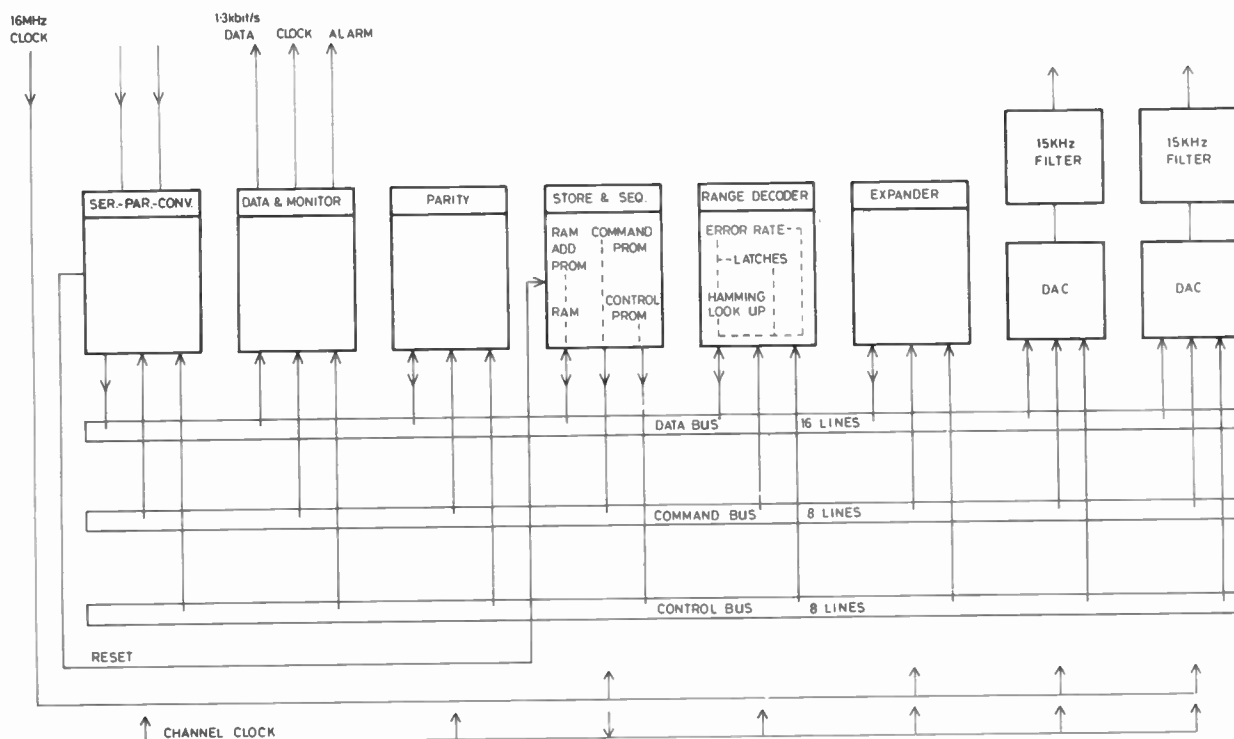 16MHz
CLOCK
1·3kbit/s
DATA CLOCK ALARM
15KHz
FILTER
15KHz
FILTER
SER.-PAR.-CONV.
DATA & MONITOR
PARITY
STORE & SEQ.
RANGE DECODER
EXPANDER
RAM
ADD
PROM
COMMAND
PROM
RAM
CONTROL
PROM
ERROR RATE
LATCHES
HAMMING
LOOK UP
DAC
DAC
DATA BUS 16 LINES
COMMAND BUS 8 LINES
CONTROL BUS 8 LINES
RESET
CHANNEL CLOCK